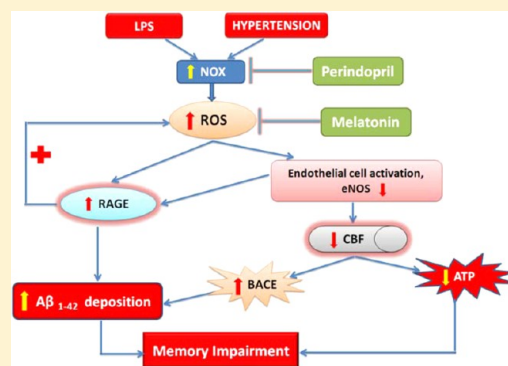 LPS
HYPERTENSION
NOX
Perindopril
ROS
Melatonin
+
RAGE
Endothelial cell activation,
eNOS
CBF
BACE
ATP
Aβ 1-42 deposition
Memory Impairment